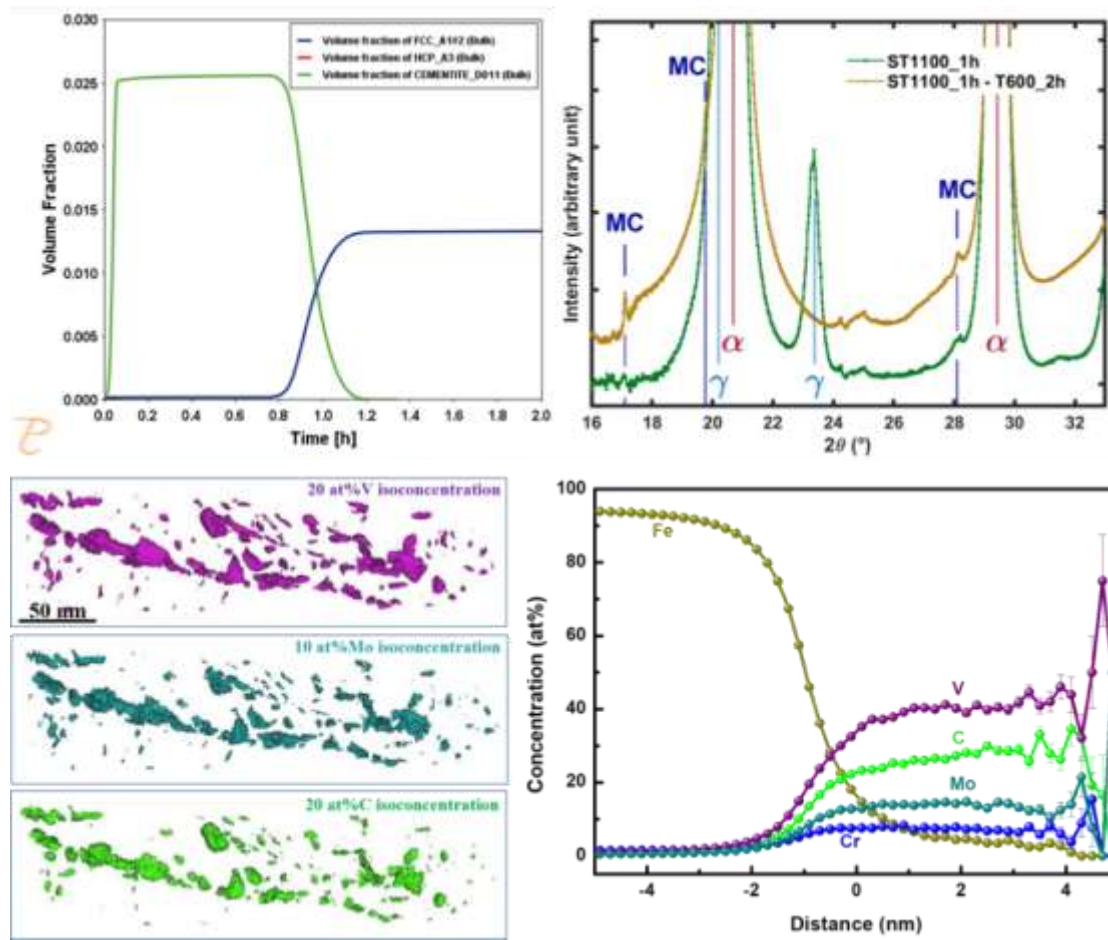 Volume fraction of FCC_A1#2 (Bulk)
Volume fraction of HCP_A3 (Bulk)
Volume fraction of CEMENTITE_D011 (Bulk)
0.030
0.025
0.020
0.015
0.010
0.005
0.000
Volume Fraction
0.0 0.2 0.4 0.6 0.8 1.0 1.2 1.4 1.6 1.8 2.0
Time [h]
MC
MC
MC
ST1100_1h
ST1100_1h - T600_2h
α
α
γ
γ
Intensity (arbitrary unit)
16 18 20 22 24 26 28 30 32
2θ (°)
20 at%V isoconcentration
50 nm
10 at%Mo isoconcentration
20 at%C isoconcentration
100
80
60
40
20
0
Concentration (at%)
Fe
V
C
Mo
Cr
-4 -2 0 2 4
Distance (nm)